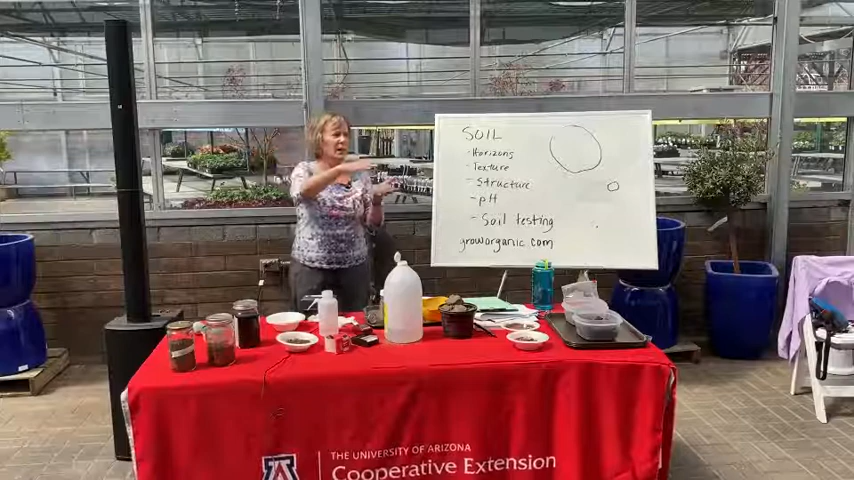 SOIL
• Horizons
• Texture
• Structure
• pH
• Soil testing
groworganic.com
A
THE UNIVERSITY OF ARIZONA
Cooperative Extension